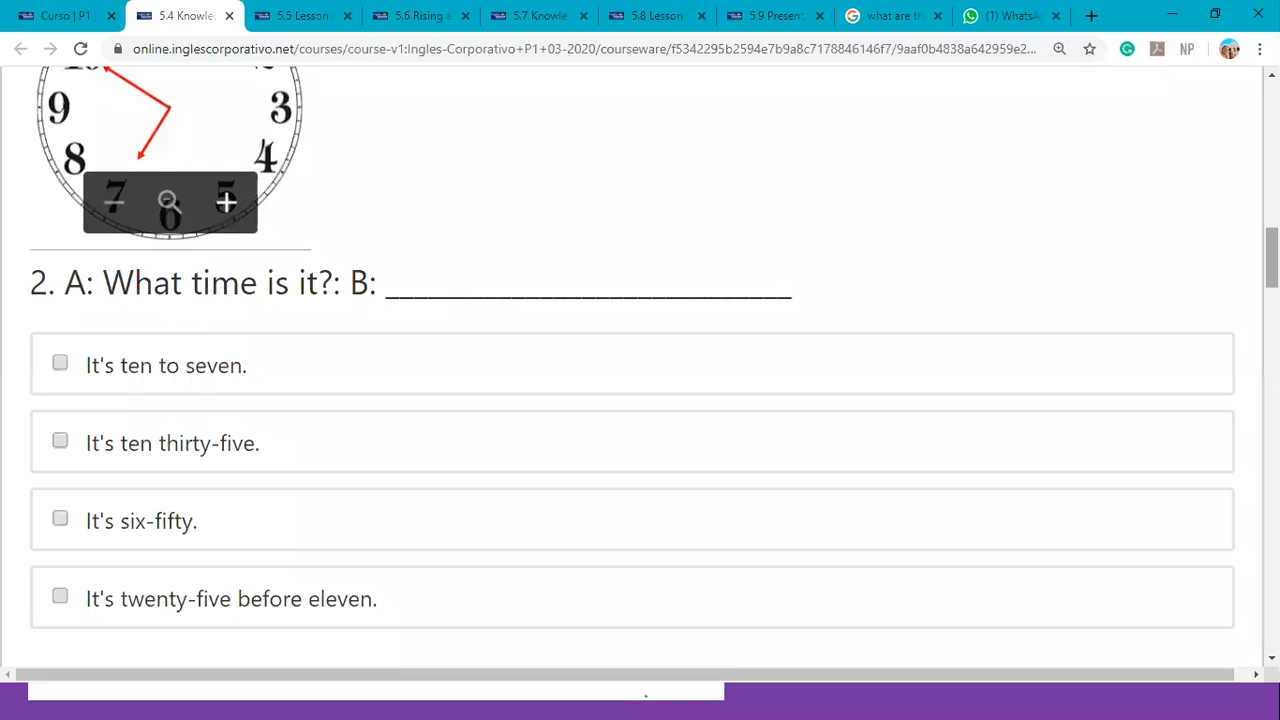 Curso | P1
5.4 Knowle
5.5 Lesson
5.6 Rising a
5.7 Knowle
5.8 Lesson
5.9 Presen
what are th
(1) WhatsA
online.inglescorporativo.net/courses/course-v1:Ingles-Corporativo+P1+03-2020/courseware/f5342295b2594e7b9a8c7178846146f7/9aaf0b4838a642959e2...
NP
9
3
8
4
7
5
6
2. A: What time is it?: B: ____________________________
It's ten to seven.
It's ten thirty-five.
It's six-fifty.
It's twenty-five before eleven.